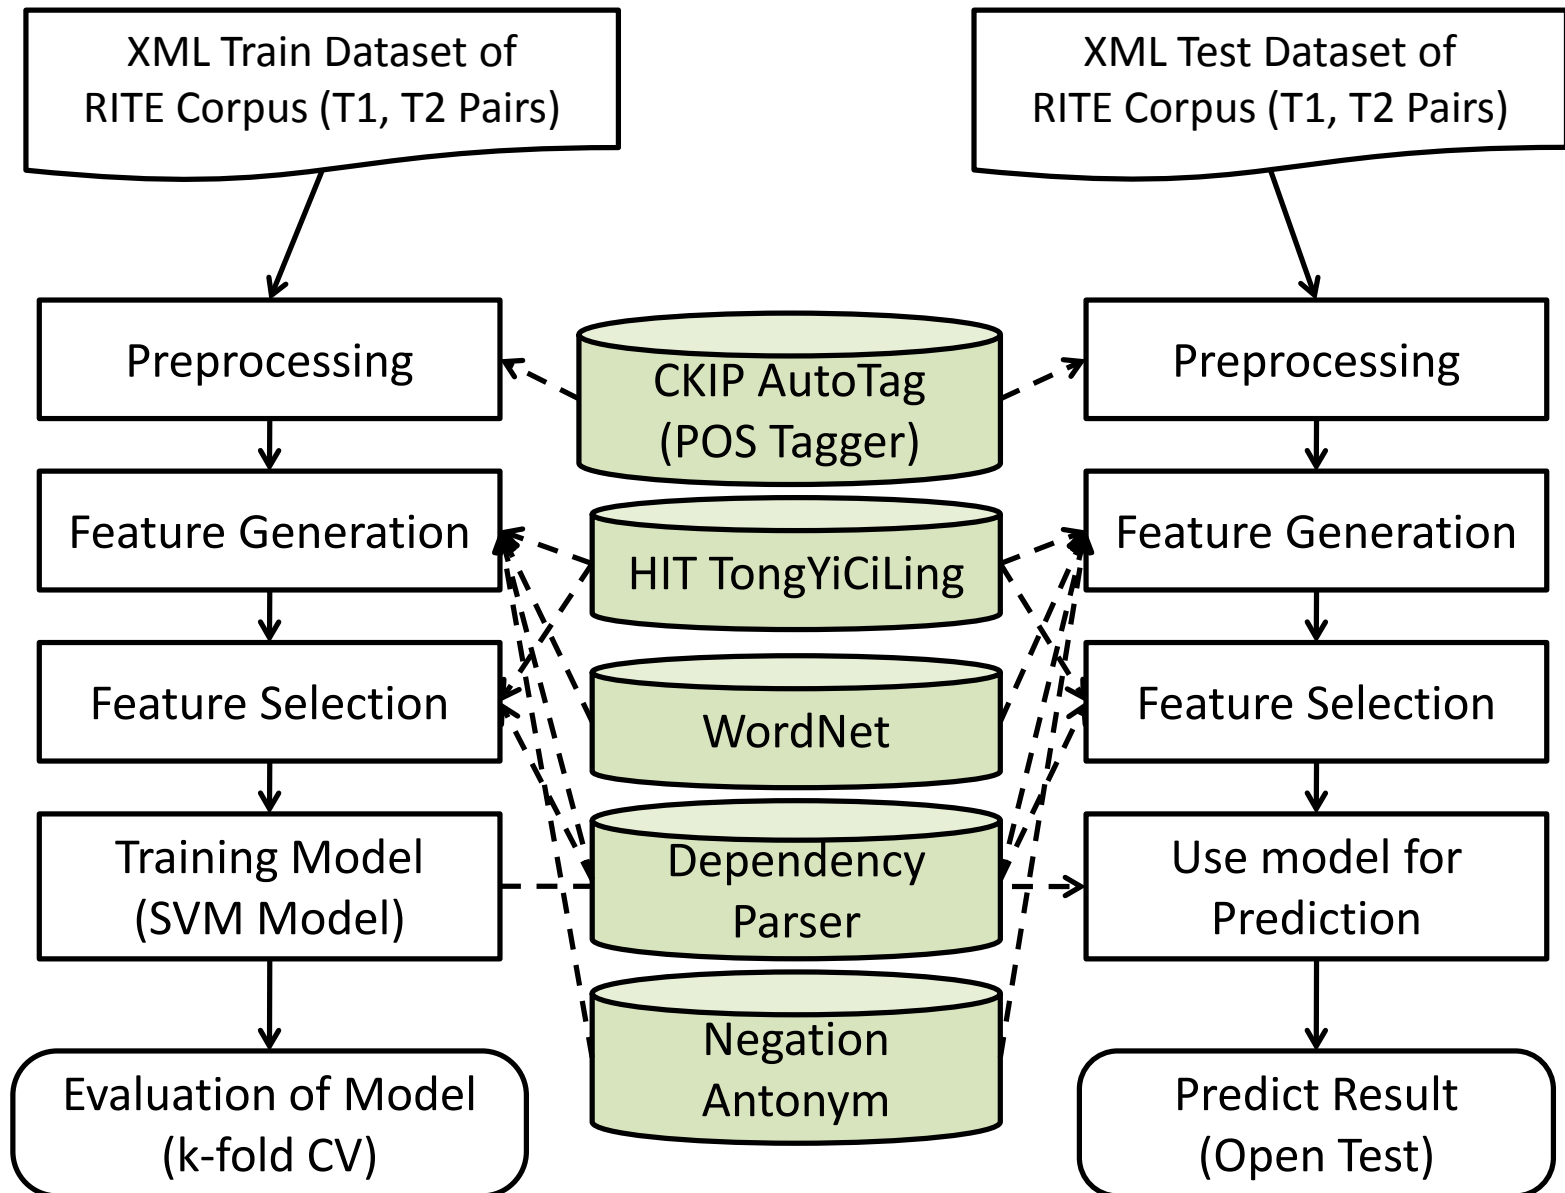 XML Train Dataset of
RITE Corpus (T1, T2 Pairs)
XML Test Dataset of
RITE Corpus (T1, T2 Pairs)
Preprocessing
Feature Generation
Feature Selection
Training Model
(SVM Model)
Evaluation of Model
(k-fold CV)
CKIP AutoTag
(POS Tagger)
HIT TongYiCiLing
WordNet
Dependency
Parser
Negation
Antonym
Preprocessing
Feature Generation
Feature Selection
Use model for
Prediction
Predict Result
(Open Test)